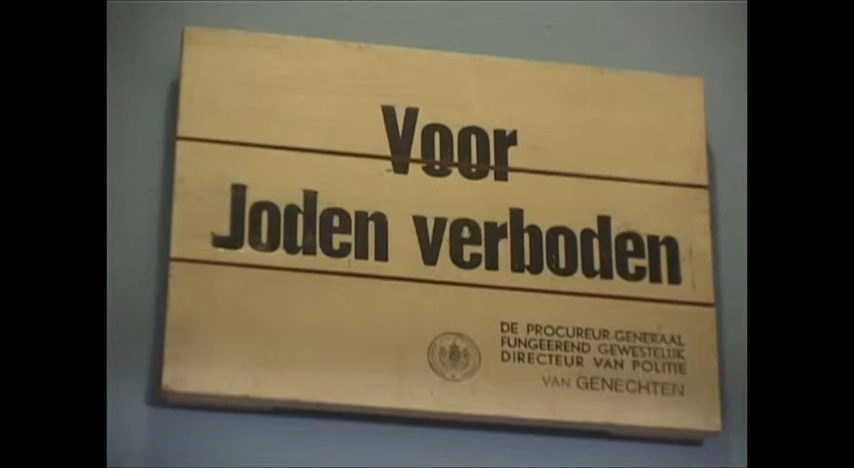 Voor
Joden verboden
DE PROCUREUR-GENERAAL
FUNGEEREND GEWESTELIJK
DIRECTEUR VAN POLITIE
VAN GENECHTEN